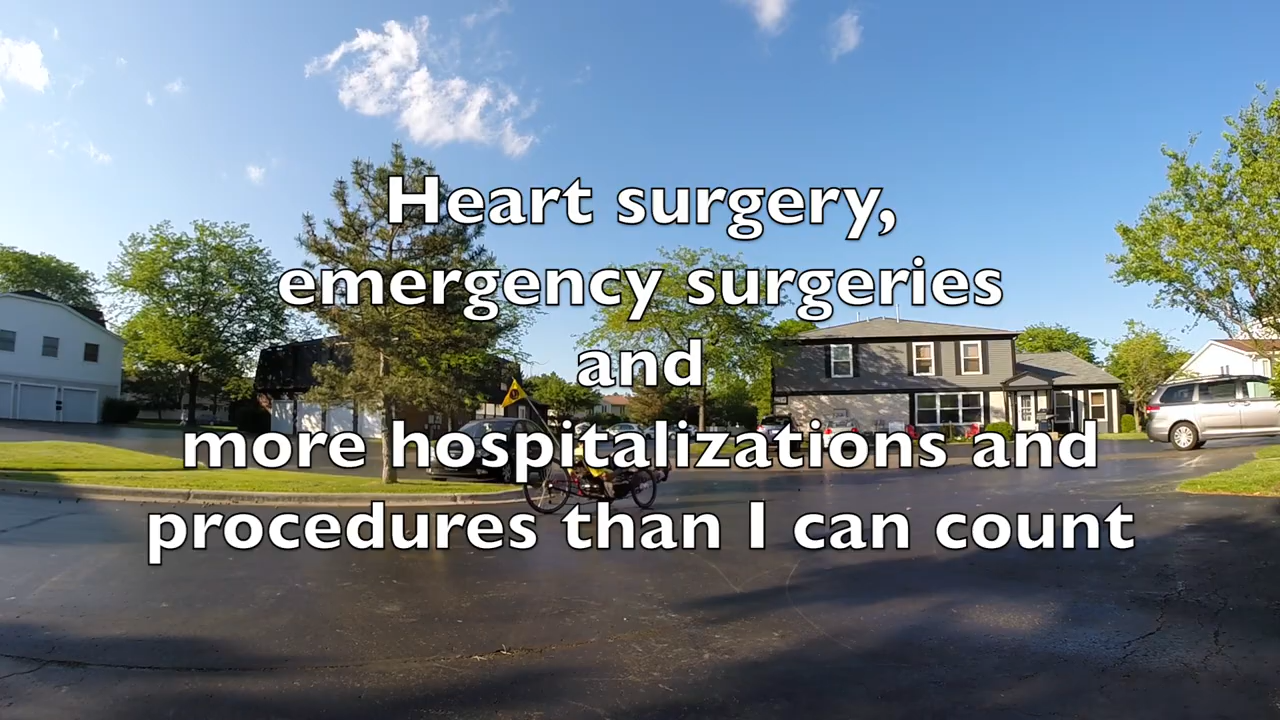 Heart surgery,
emergency surgeries
and
more hospitalizations and
procedures than I can count